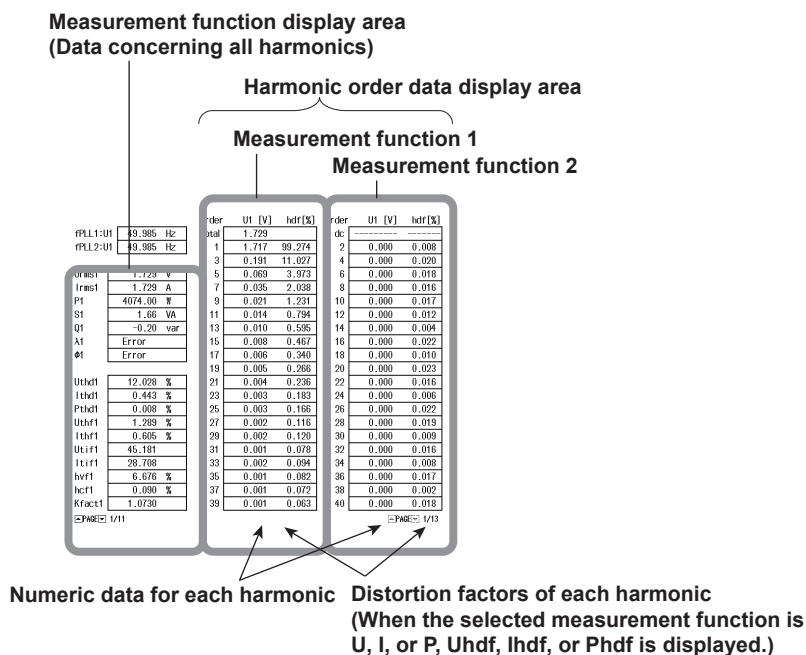 Measurement function display area
(Data concerning all harmonics)
Harmonic order data display area
Measurement function 1
Measurement function 2
fPLL1:U1 49.985 Hz
fPLL2:U1 49.985 Hz
Urms1 1.729 V
Irms1 1.729 A
P1 4074.00 W
S1 1.66 VA
Q1 -0.20 var
λ1 Error
Φ1 Error
Uthd1 12.028 %
Ithd1 0.443 %
Pthd1 0.008 %
Uthf1 1.289 %
Ithf1 0.605 %
Utif1 45.181
Itif1 28.708
hvf1 6.676 %
hcf1 0.090 %
Kfact1 1.0730
PAGE 1/11
rder U1 [V] hdf[%]
otal 1.729
1 1.717 99.274
3 0.191 11.027
5 0.069 3.973
7 0.035 2.038
9 0.021 1.231
11 0.014 0.794
13 0.010 0.595
15 0.008 0.467
17 0.006 0.340
19 0.005 0.266
21 0.004 0.236
23 0.003 0.183
25 0.003 0.166
27 0.002 0.116
29 0.002 0.120
31 0.001 0.078
33 0.002 0.094
35 0.001 0.082
37 0.001 0.072
39 0.001 0.063
rder U1 [V] hdf[%]
dc --------- -------
2 0.000 0.008
4 0.000 0.020
6 0.000 0.018
8 0.000 0.016
10 0.000 0.017
12 0.000 0.012
14 0.000 0.004
16 0.000 0.022
18 0.000 0.010
20 0.000 0.023
22 0.000 0.016
24 0.000 0.006
26 0.000 0.022
28 0.000 0.019
30 0.000 0.009
32 0.000 0.016
34 0.000 0.008
36 0.000 0.017
38 0.000 0.002
40 0.000 0.018
PAGE 1/13
Numeric data for each harmonic
Distortion factors of each harmonic
(When the selected measurement function is
U, I, or P, Uhdf, Ihdf, or Phdf is displayed.)